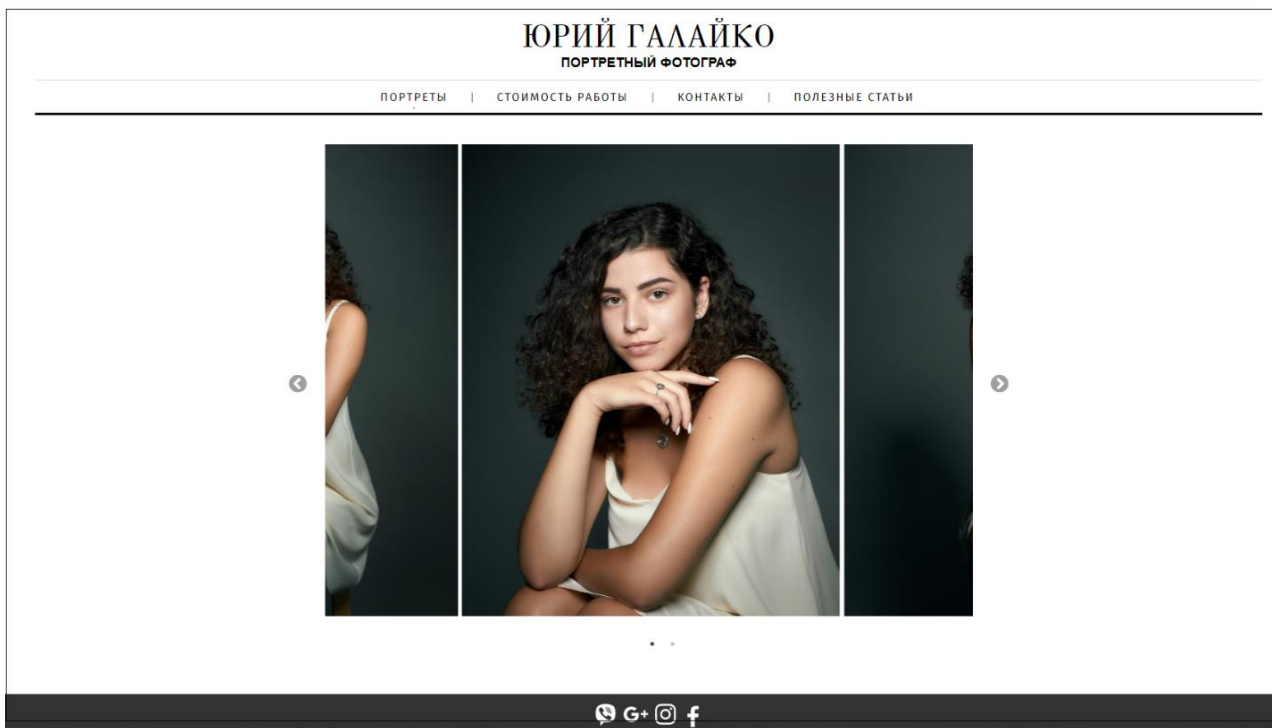 ЮРИЙ ГАЛАЙКО
ПОРТРЕТНЫЙ ФОТОГРАФ
ПОРТРЕТЫ | СТОИМОСТЬ РАБОТЫ | КОНТАКТЫ | ПОЛЕЗНЫЕ СТАТЬИ
G+ f